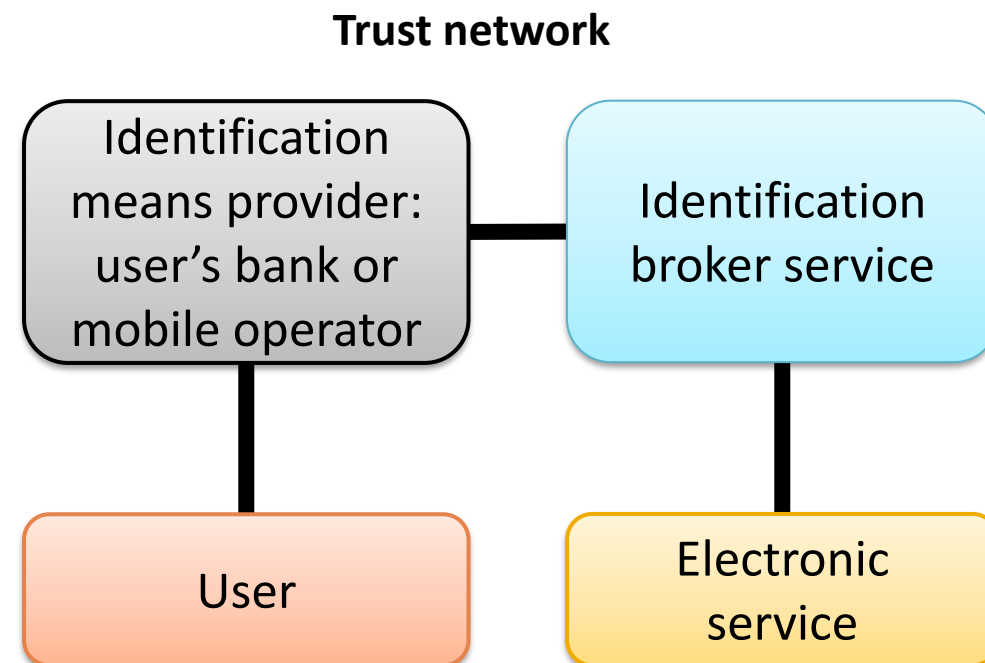 Trust network
Identification
means provider:
user’s bank or
mobile operator
Identification
broker service
User
Electronic
service